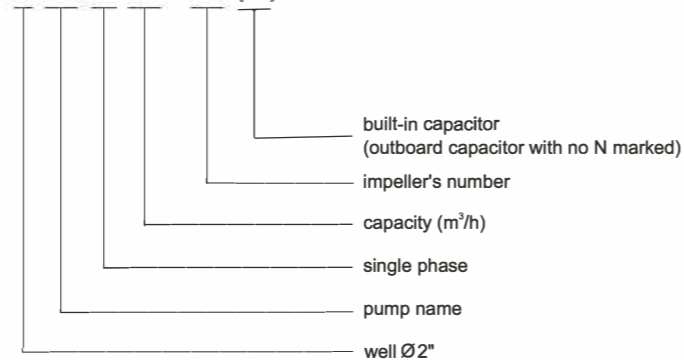 built-in capacitor
(outboard capacitor with no N marked)
impeller's number
capacity (m³/h)
single phase
pump name
well Ø2"